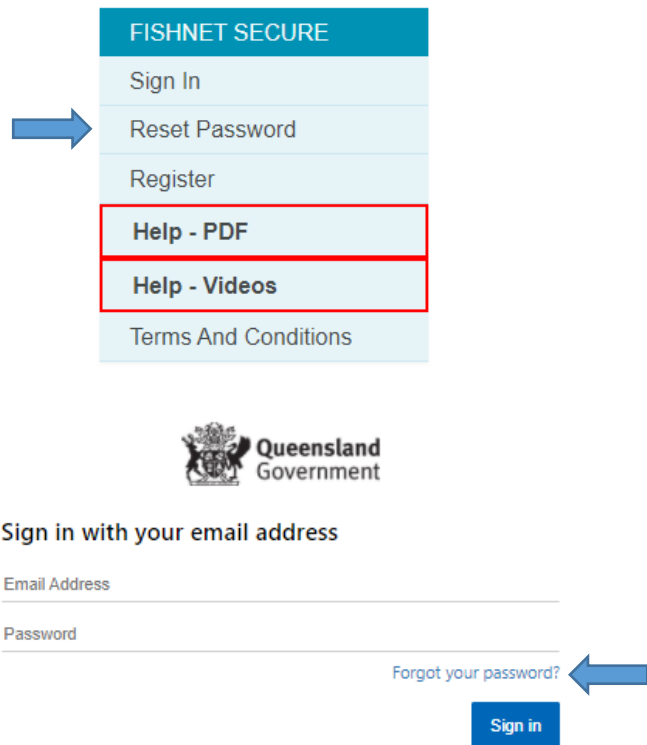 FISHNET SECURE
Sign In
Reset Password
Register
Help - PDF
Help - Videos
Terms And Conditions
Queensland
Government
Sign in with your email address
Email Address
Password
Forgot your password?
Sign in